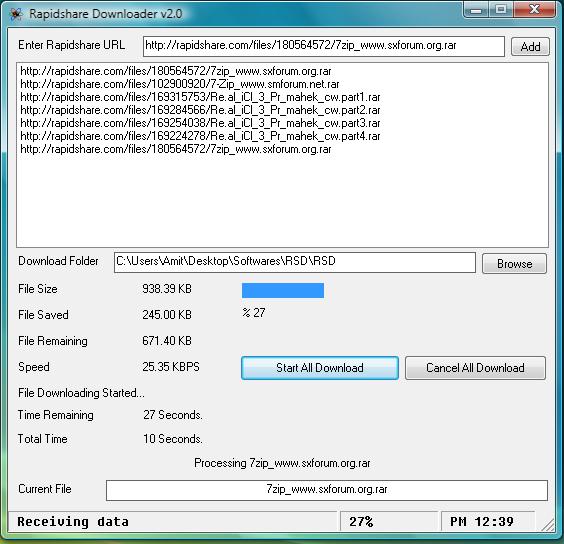 Rapidshare Downloader v2.0
Enter Rapidshare URL http://rapidshare.com/files/180564572/7zip_www.sxforum.org.rar Add
http://rapidshare.com/files/180564572/7zip_www.sxforum.org.rar
http://rapidshare.com/files/102900920/7-Zip_www.smforum.net.rar
http://rapidshare.com/files/169315753/Re.al_iCl_3_Pr_mahek_cw.part1.rar
http://rapidshare.com/files/169284566/Re.al_iCl_3_Pr_mahek_cw.part2.rar
http://rapidshare.com/files/169254038/Re.al_iCl_3_Pr_mahek_cw.part3.rar
http://rapidshare.com/files/169224278/Re.al_iCl_3_Pr_mahek_cw.part4.rar
http://rapidshare.com/files/180564572/7zip_www.sxforum.org.rar
Download Folder C:\Users\Amit\Desktop\Softwares\RSD\RSD Browse
File Size 938.39 KB
File Saved 245.00 KB % 27
File Remaining 671.40 KB
Speed 25.35 KBPS Start All Download Cancel All Download
File Downloading Started...
Time Remaining 27 Seconds.
Total Time 10 Seconds.
Processing 7zip_www.sxforum.org.rar
Current File 7zip_www.sxforum.org.rar
Receiving data 27% PM 12:39